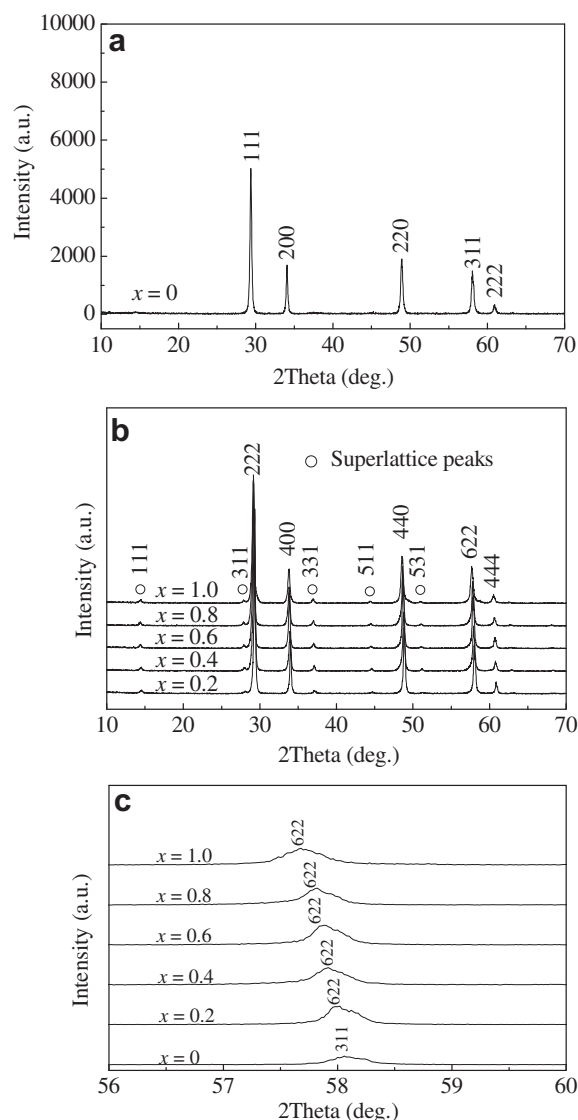 a
10000
8000
6000
4000
2000
0
Intensity (a.u.)
111
200
220
311
222
x = 0
10 20 30 40 50 60 70
2Theta (deg.)
b
Intensity (a.u.)
○ Superlattice peaks
111
311
222
400
331
511
440
531
622
444
x = 1.0
x = 0.8
x = 0.6
x = 0.4
x = 0.2
10 20 30 40 50 60 70
2Theta (deg.)
c
Intensity (a.u.)
622
x = 1.0
622
x = 0.8
622
x = 0.6
622
x = 0.4
622
x = 0.2
311
x = 0
56 57 58 59 60
2Theta (deg.)